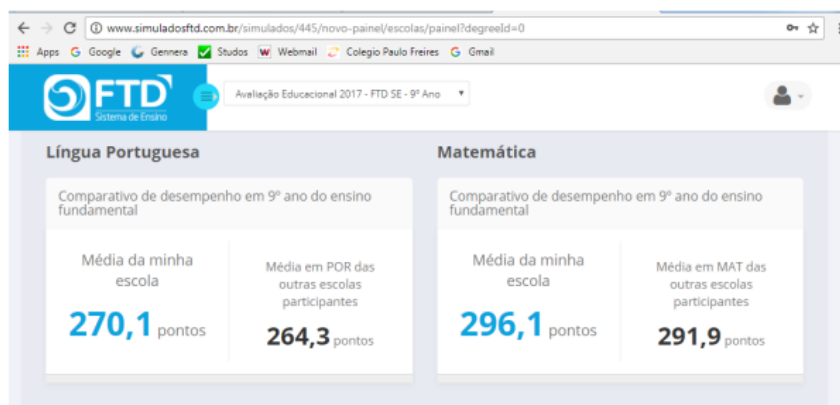 www.simuladosftd.com.br/simulados/445/novo-painel/escolas/painel?degreeId=0
Apps G Google Gennera Studos W Webmail Colegio Paulo Freires G Gmail
FTD
Sistema de Ensino
Avaliação Educacional 2017 - FTD SE - 9º Ano
Língua Portuguesa
Comparativo de desempenho em 9º ano do ensino
fundamental
Média da minha
escola
270,1 pontos
Média em POR das
outras escolas
participantes
264,3 pontos
Matemática
Comparativo de desempenho em 9º ano do ensino
fundamental
Média da minha
escola
296,1 pontos
Média em MAT das
outras escolas
participantes
291,9 pontos